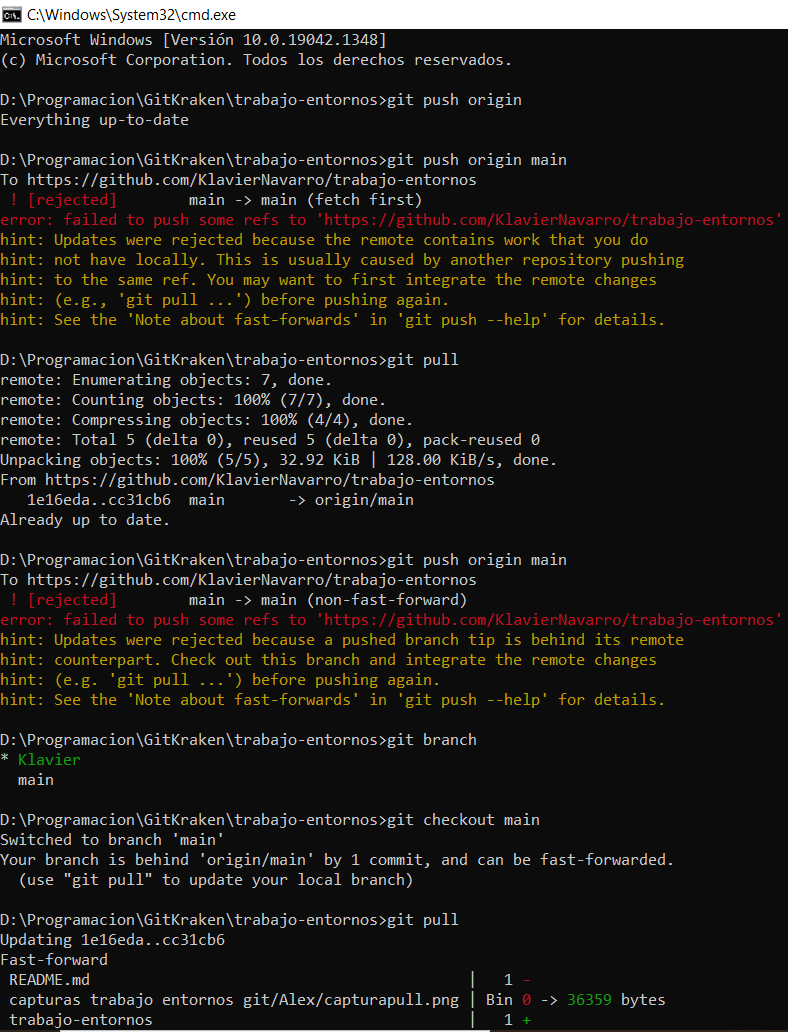 C:\Windows\System32\cmd.exe
Microsoft Windows [Versión 10.0.19042.1348]
(c) Microsoft Corporation. Todos los derechos reservados.
D:\Programacion\GitKraken\trabajo-entornos>git push origin
Everything up-to-date
D:\Programacion\GitKraken\trabajo-entornos>git push origin main
To https://github.com/KlavierNavarro/trabajo-entornos
 ! [rejected]        main -> main (fetch first)
error: failed to push some refs to 'https://github.com/KlavierNavarro/trabajo-entornos'
hint: Updates were rejected because the remote contains work that you do
hint: not have locally. This is usually caused by another repository pushing
hint: to the same ref. You may want to first integrate the remote changes
hint: (e.g., 'git pull ...') before pushing again.
hint: See the 'Note about fast-forwards' in 'git push --help' for details.
D:\Programacion\GitKraken\trabajo-entornos>git pull
remote: Enumerating objects: 7, done.
remote: Counting objects: 100% (7/7), done.
remote: Compressing objects: 100% (4/4), done.
remote: Total 5 (delta 0), reused 5 (delta 0), pack-reused 0
Unpacking objects: 100% (5/5), 32.92 KiB | 128.00 KiB/s, done.
From https://github.com/KlavierNavarro/trabajo-entornos
   1e16eda..cc31cb6  main       -> origin/main
Already up to date.
D:\Programacion\GitKraken\trabajo-entornos>git push origin main
To https://github.com/KlavierNavarro/trabajo-entornos
 ! [rejected]        main -> main (non-fast-forward)
error: failed to push some refs to 'https://github.com/KlavierNavarro/trabajo-entornos'
hint: Updates were rejected because a pushed branch tip is behind its remote
hint: counterpart. Check out this branch and integrate the remote changes
hint: (e.g. 'git pull ...') before pushing again.
hint: See the 'Note about fast-forwards' in 'git push --help' for details.
D:\Programacion\GitKraken\trabajo-entornos>git branch
* Klavier
  main
D:\Programacion\GitKraken\trabajo-entornos>git checkout main
Switched to branch 'main'
Your branch is behind 'origin/main' by 1 commit, and can be fast-forwarded.
  (use "git pull" to update your local branch)
D:\Programacion\GitKraken\trabajo-entornos>git pull
Updating 1e16eda..cc31cb6
Fast-forward
 README.md                                          |   1 -
 capturas trabajo entornos git/Alex/capturapull.png | Bin 0 -> 36359 bytes
 trabajo-entornos                                   |   1 +